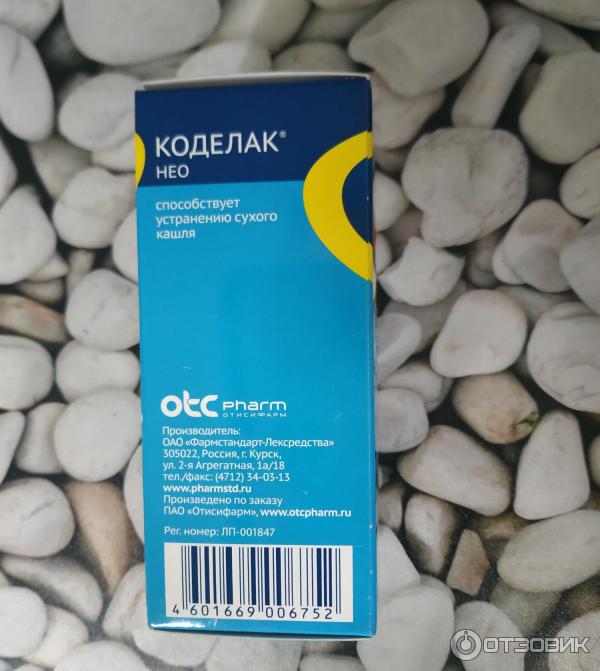 КОДЕЛАК®
НЕО
способствует
устранению сухого
кашля
отс pharm
ОТИСИФАРМ
Производитель:
ОАО «Фармстандарт-Лексредства»
305022, Россия, г. Курск,
ул. 2-я Агрегатная, 1а/18
тел./факс: (4712) 34-03-13
www.pharmstd.ru
Произведено по заказу
ПАО «Отисифарм», www.otcpharm.ru
Рег. номер: ЛП-001847
4 601669 006752
ОТЗОВИК